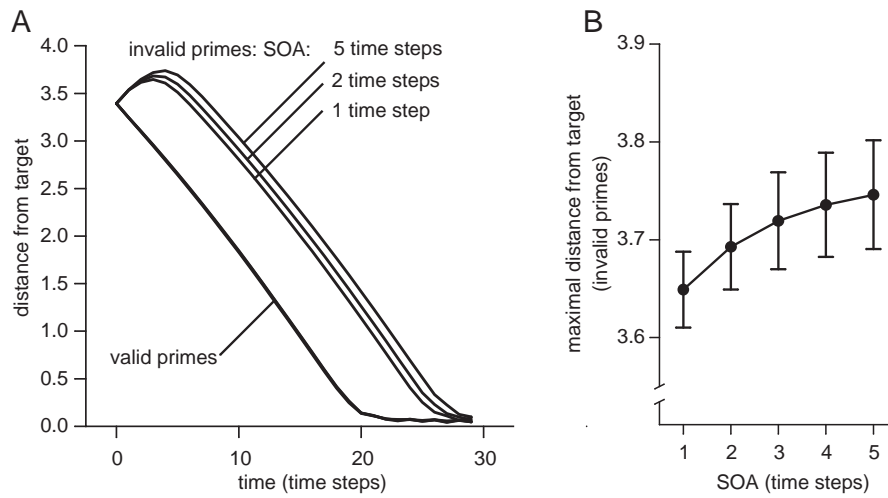 A
invalid primes: SOA:
5 time steps
2 time steps
1 time step
valid primes
distance from target
4.0
3.5
3.0
2.5
2.0
1.5
1.0
0.5
0.0
0 10 20 30
time (time steps)
B
maximal distance from target
(invalid primes)
3.9
3.8
3.7
3.6
1 2 3 4 5
SOA (time steps)